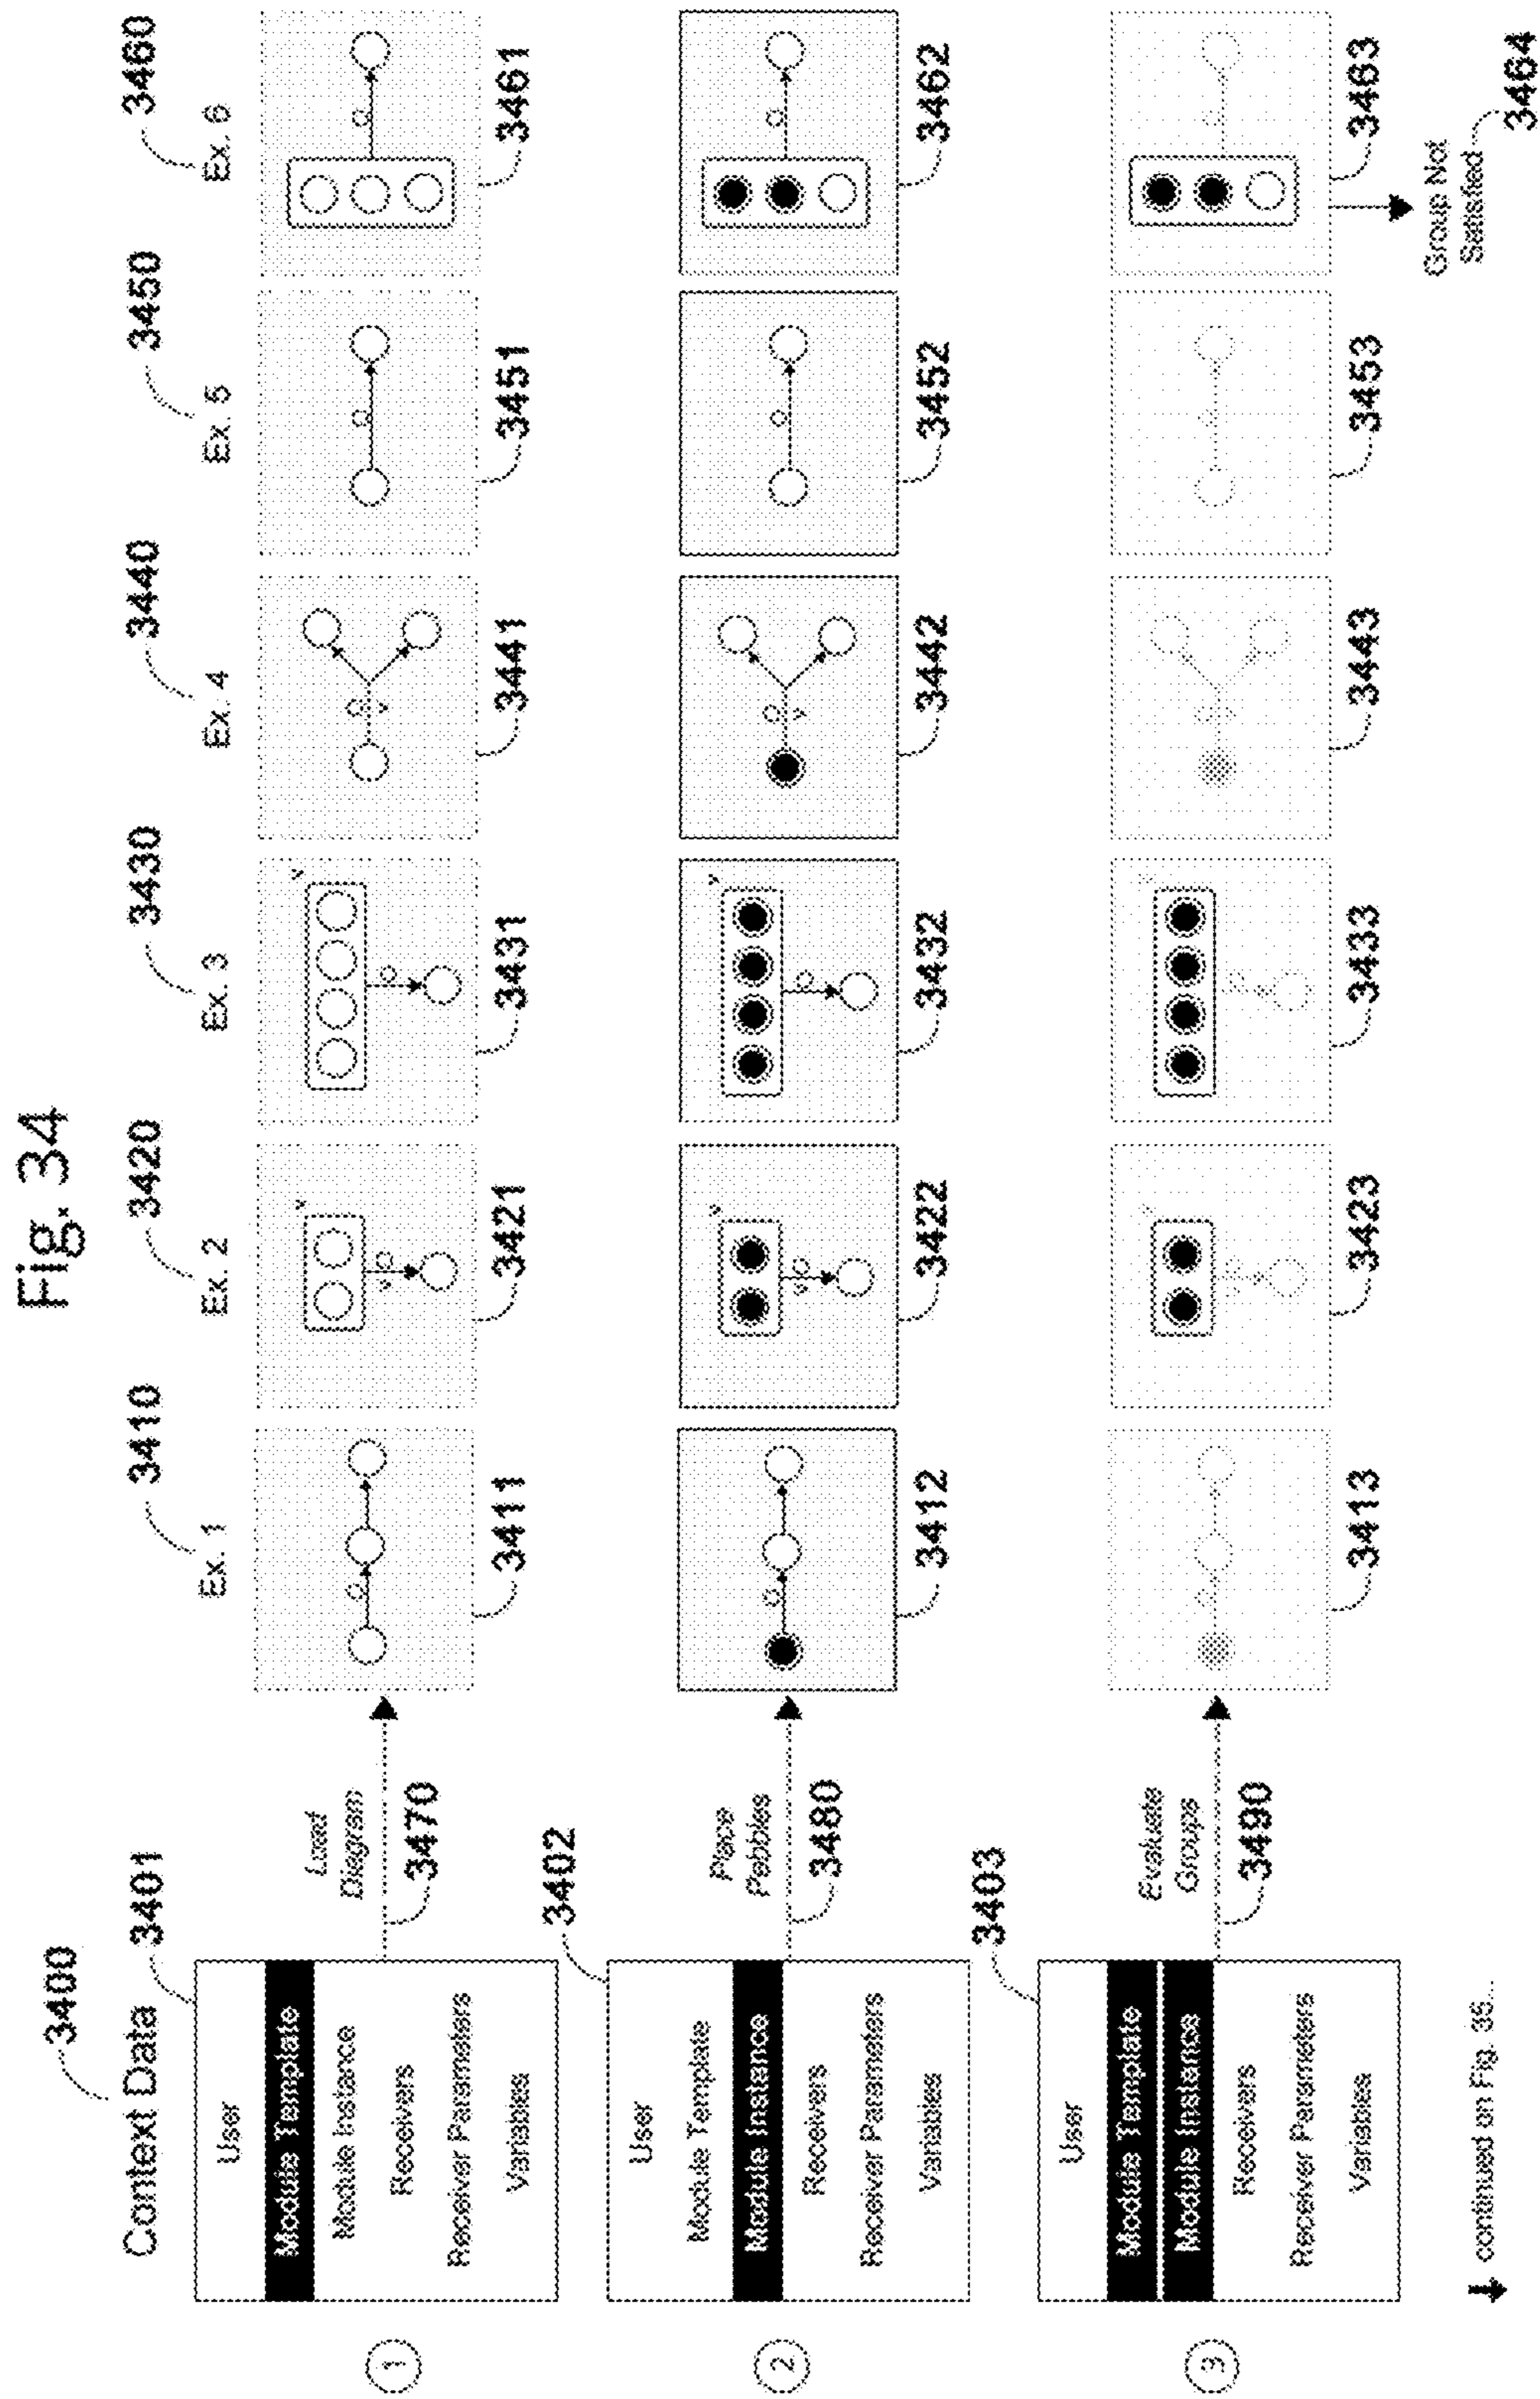 Fig. 34
3400
Context Data
3410
Ex. 1
3420
Ex. 2
3430
Ex. 3
3440
Ex. 4
3450
Ex. 5
3460
Ex. 6
1
3401
User
Module Template
Module Instance
Receivers
Receiver Parameters
Variables
Load
Diagram
3470
3411
v
v
3421
v
3431
v
3441
3451
3461
2
3402
User
Module Template
Module Instance
Receivers
Receiver Parameters
Variables
Place
Pebbles
3480
3412
v
v
3422
v
3432
v
3442
3452
3462
3
3403
User
Module Template
Module Instance
Receivers
Receiver Parameters
Variables
Evaluate
Groups
3490
3413
3423
3433
3443
3453
3463
Group Not
Satisfied
3464
continued on Fig. 35...